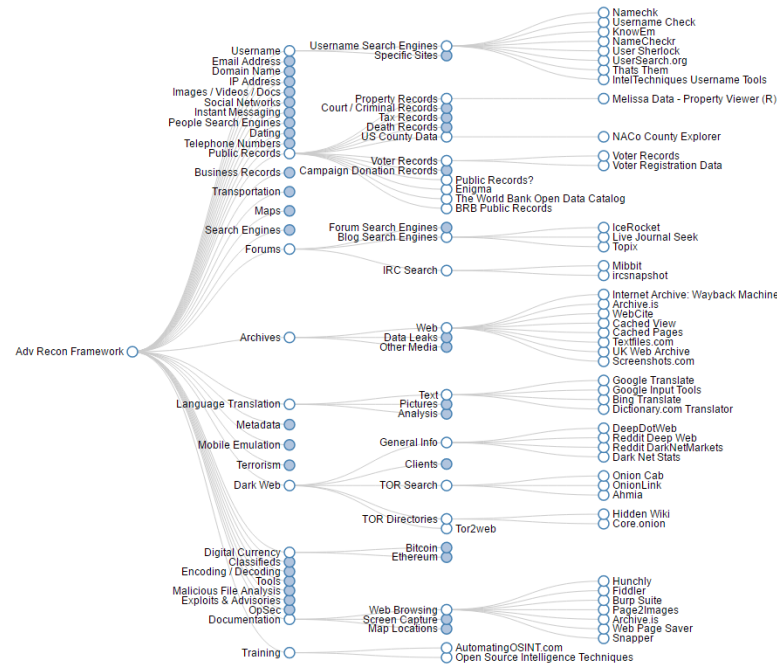 Adv Recon Framework
Username
Username Search Engines
Namechk
Username Check
KnowEm
NameCheckr
User Sherlock
UserSearch.org
Thats Them
IntelTechniques Username Tools
Specific Sites
Email Address
Domain Name
IP Address
Images / Videos / Docs
Social Networks
Instant Messaging
People Search Engines
Dating
Telephone Numbers
Public Records
Property Records
Melissa Data - Property Viewer (R)
Court / Criminal Records
Tax Records
Death Records
US County Data
NACo County Explorer
Voter Records
Voter Records
Voter Registration Data
Campaign Donation Records
Public Records?
Enigma
The World Bank Open Data Catalog
BRB Public Records
Business Records
Transportation
Maps
Search Engines
Forums
Forum Search Engines
Blog Search Engines
IceRocket
Live Journal Seek
Topix
IRC Search
Mibbit
ircsnapshot
Archives
Web
Internet Archive: Wayback Machine
Archive.is
WebCite
Cached View
Cached Pages
Textfiles.com
UK Web Archive
Screenshots.com
Data Leaks
Other Media
Language Translation
Text
Google Translate
Google Input Tools
Bing Translate
Dictionary.com Translator
Pictures
Analysis
Metadata
Mobile Emulation
Terrorism
Dark Web
General Info
DeepDotWeb
Reddit Deep Web
Reddit DarkNetMarkets
Dark Net Stats
Clients
TOR Search
Onion Cab
OnionLink
Ahmia
TOR Directories
Hidden Wiki
Core.onion
Tor2web
Digital Currency
Bitcoin
Ethereum
Classifieds
Encoding / Decoding
Tools
Malicious File Analysis
Exploits & Advisories
OpSec
Documentation
Web Browsing
Hunchly
Fiddler
Burp Suite
Page2Images
Archive.is
Web Page Saver
Snapper
Screen Capture
Map Locations
Training
AutomatingOSINT.com
Open Source Intelligence Techniques